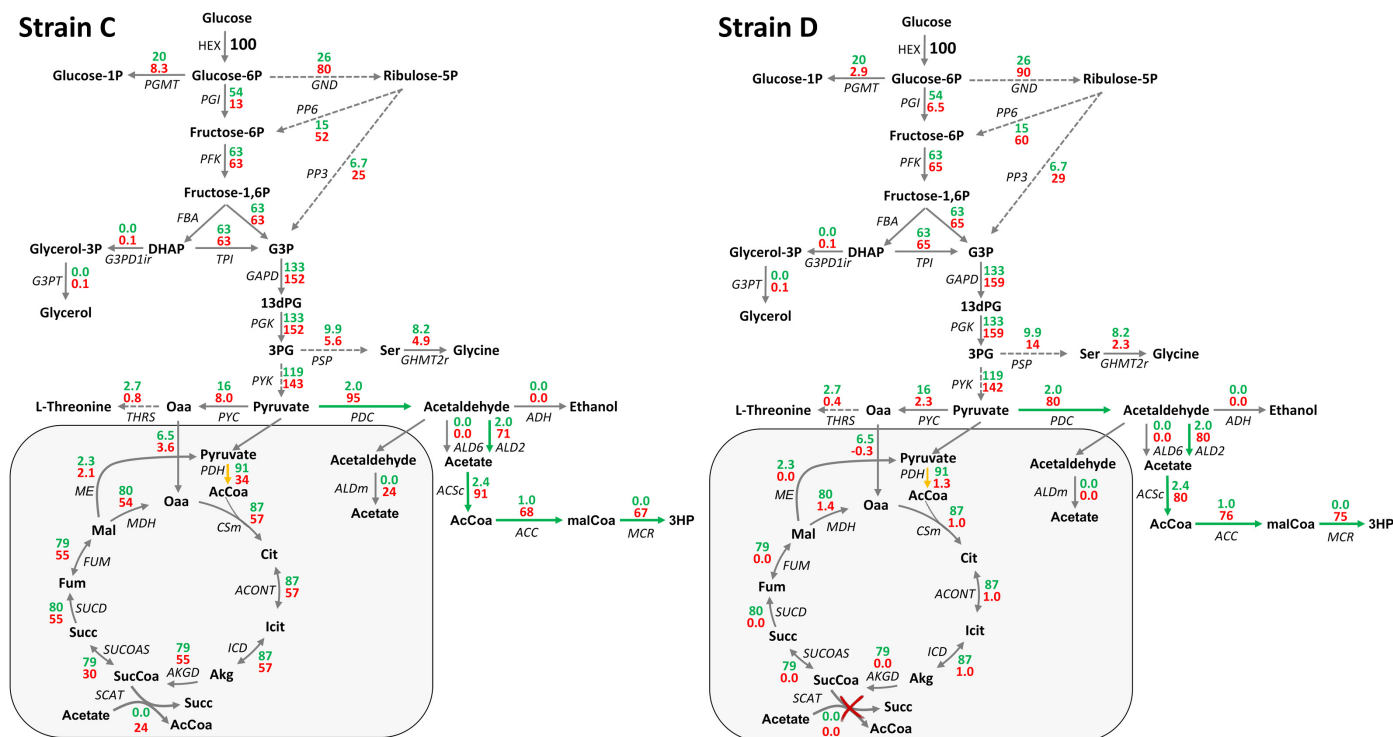 Strain C
Glucose
HEX 100
20
8.3
Glucose-1P
PGMT
Glucose-6P
26
80
GND
Ribulose-5P
PGI
54
13
PP6
15
52
Fructose-6P
PFK
63
63
6.7
25
PP3
Fructose-1,6P
FBA
63
63
0.0
0.1
Glycerol-3P
G3PD1ir
DHAP
63
63
TPI
G3P
G3PT
0.0
0.1
Glycerol
GAPD
133
152
13dPG
PGK
133
152
3PG
9.9
5.6
PSP
Ser
8.2
4.9
GHMT2r
Glycine
PYK
119
143
L-Threonine
2.7
0.8
THRS
Oaa
16
8.0
PYC
Pyruvate
2.0
95
PDC
Acetaldehyde
0.0
0.0
ADH
Ethanol
6.5
3.6
0.0
0.0
ALD6
2.0
71
ALD2
Pyruvate
PDH
91
34
AcCoa
Acetaldehyde
ALDm
0.0
24
Acetate
Acetate
ACSc
2.4
91
AcCoa
1.0
68
ACC
malCoa
0.0
67
MCR
3HP
2.3
2.1
ME
80
54
MDH
Oaa
87
57
CSm
Mal
Cit
79
55
FUM
Fum
ACONT
87
57
80
55
SUCD
Succ
Icit
SUCOAS
79
30
79
55
AKGD
ICD
87
57
Akg
SucCoa
SCAT
Acetate
0.0
24
Succ
AcCoa
Strain D
Glucose
HEX 100
20
2.9
Glucose-1P
PGMT
Glucose-6P
26
90
GND
Ribulose-5P
PGI
54
6.5
PP6
15
60
Fructose-6P
PFK
63
65
6.7
29
PP3
Fructose-1,6P
FBA
63
65
0.0
0.1
Glycerol-3P
G3PD1ir
DHAP
63
65
TPI
G3P
G3PT
0.0
0.1
Glycerol
GAPD
133
159
13dPG
PGK
133
159
3PG
9.9
14
PSP
Ser
8.2
2.3
GHMT2r
Glycine
PYK
119
142
L-Threonine
2.7
0.4
THRS
Oaa
16
2.3
PYC
Pyruvate
2.0
80
PDC
Acetaldehyde
0.0
0.0
ADH
Ethanol
6.5
-0.3
0.0
0.0
ALD6
2.0
80
ALD2
Pyruvate
PDH
91
1.3
AcCoa
Acetaldehyde
ALDm
0.0
0.0
Acetate
Acetate
ACSc
2.4
80
AcCoa
1.0
76
ACC
malCoa
0.0
75
MCR
3HP
2.3
0.0
ME
80
1.4
MDH
Oaa
87
1.0
CSm
Mal
Cit
79
0.0
FUM
Fum
ACONT
87
1.0
80
0.0
SUCD
Succ
Icit
SUCOAS
79
0.0
79
0.0
AKGD
ICD
87
1.0
Akg
SucCoa
SCAT
Acetate
0.0
0.0
Succ
AcCoa